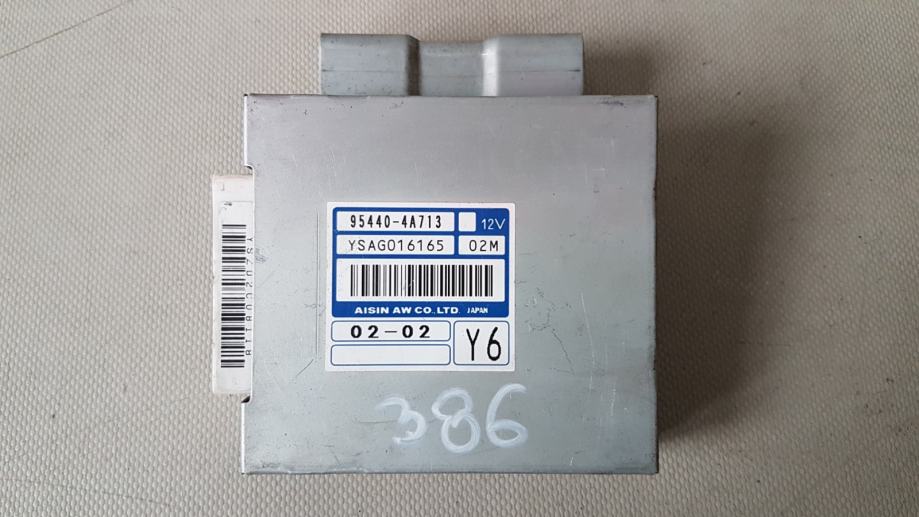 95440-4A713 12V
YSAG016165 02M
AISIN AW CO.,LTD. JAPAN
02-02
Y6
386